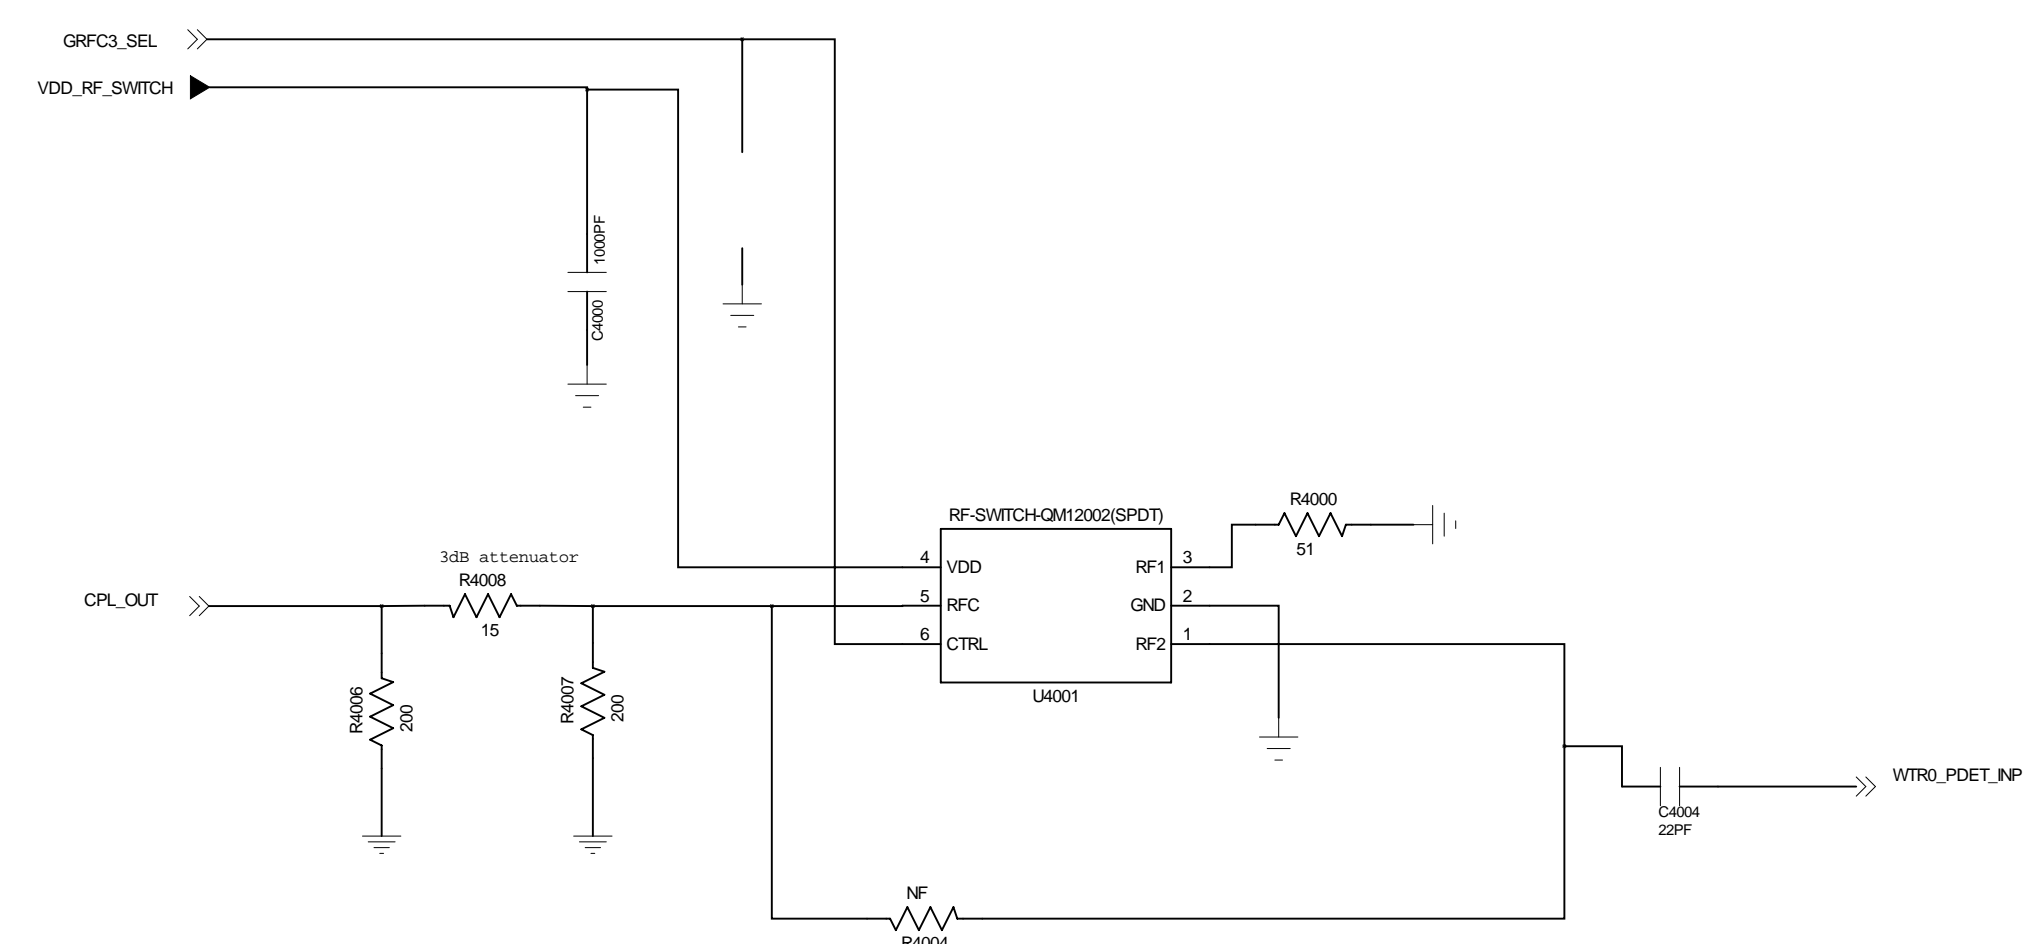 GRFC3_SEL
VDD_RF_SWITCH
1000PF
C4000
RF-SWITCH-QM12002(SPDT)
R4000
51
3dB attenuator
R4008
15
CPL_OUT
4
VDD
RF1
3
5
RFC
GND
2
6
CTRL
RF2
1
U4001
R4006
200
R4007
200
WTR0_PDET_INP
C4004
22PF
NF
R4004